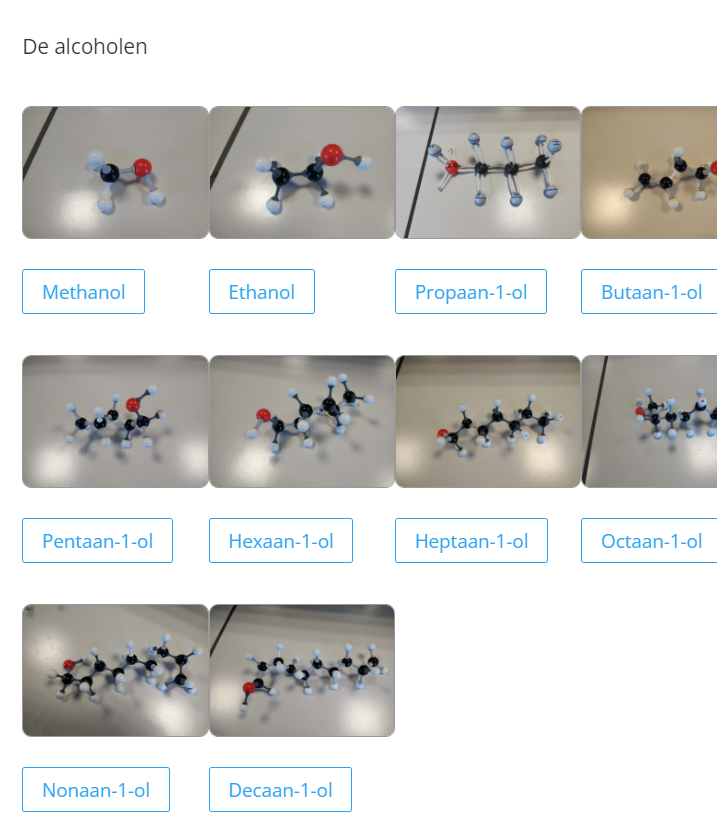 De alcoholen
Methanol
Ethanol
Propaan-1-ol
Butaan-1-ol
Pentaan-1-ol
Hexaan-1-ol
Heptaan-1-ol
Octaan-1-ol
Nonaan-1-ol
Decaan-1-ol